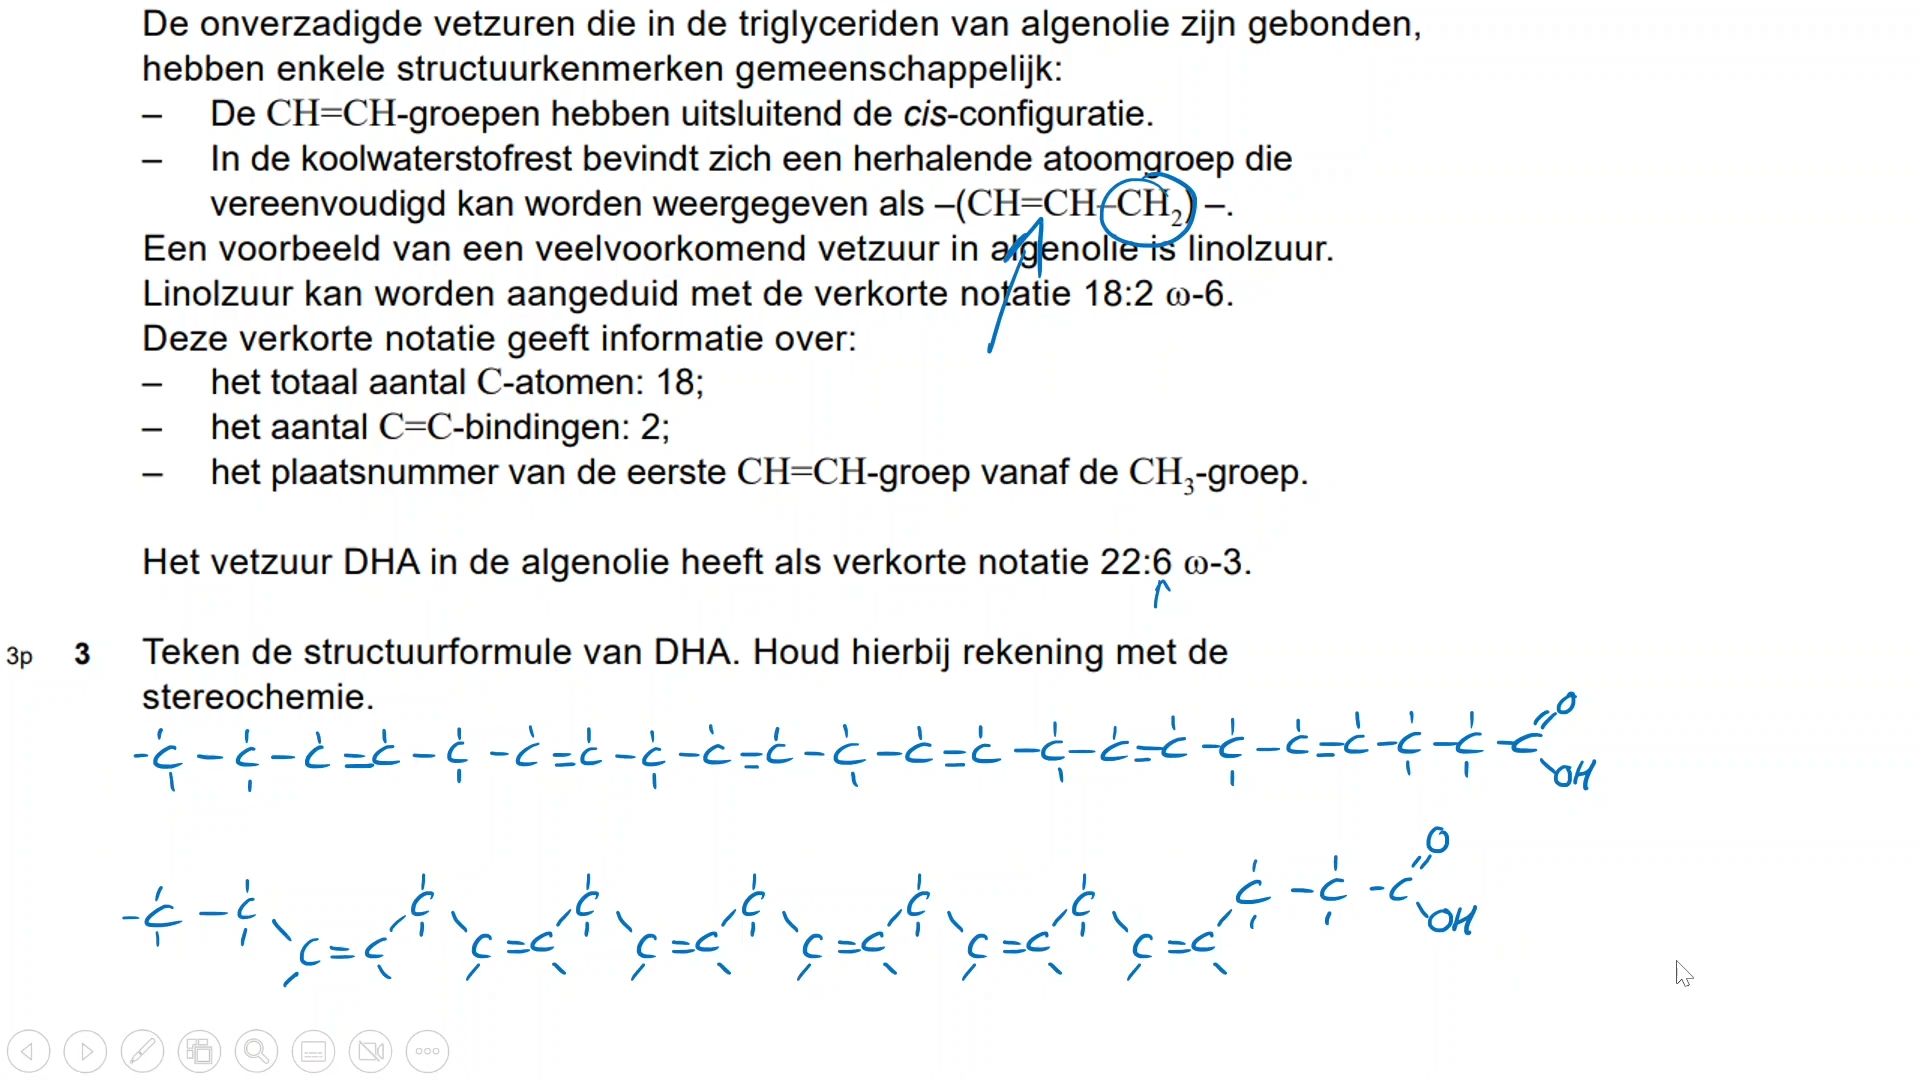 De onverzadigde vetzuren die in de triglyceriden van algenolie zijn gebonden,
hebben enkele structuurkenmerken gemeenschappelijk:
– De CH=CH-groepen hebben uitsluitend de cis-configuratie.
– In de koolwaterstofrest bevindt zich een herhalende atoomgroep die
vereenvoudigd kan worden weergegeven als –(CH=CH–CH₂) –.
Een voorbeeld van een veelvoorkomend vetzuur in algenolie is linolzuur.
Linolzuur kan worden aangeduid met de verkorte notatie 18:2 ω-6.
Deze verkorte notatie geeft informatie over:
– het totaal aantal C-atomen: 18;
– het aantal C=C-bindingen: 2;
– het plaatsnummer van de eerste CH=CH-groep vanaf de CH₃-groep.
Het vetzuur DHA in de algenolie heeft als verkorte notatie 22:6 ω-3.
3p 3 Teken de structuurformule van DHA. Houd hierbij rekening met de
stereochemie.
-C-C-C=C-C-C=C-C-C=C-C-C=C-C-C=C-C-C=C-C-C-C=O OH
-C-C-C=C-C-C=C-C-C=C-C-C=C-C-C=C-C-C=C-C-C-C=O OH